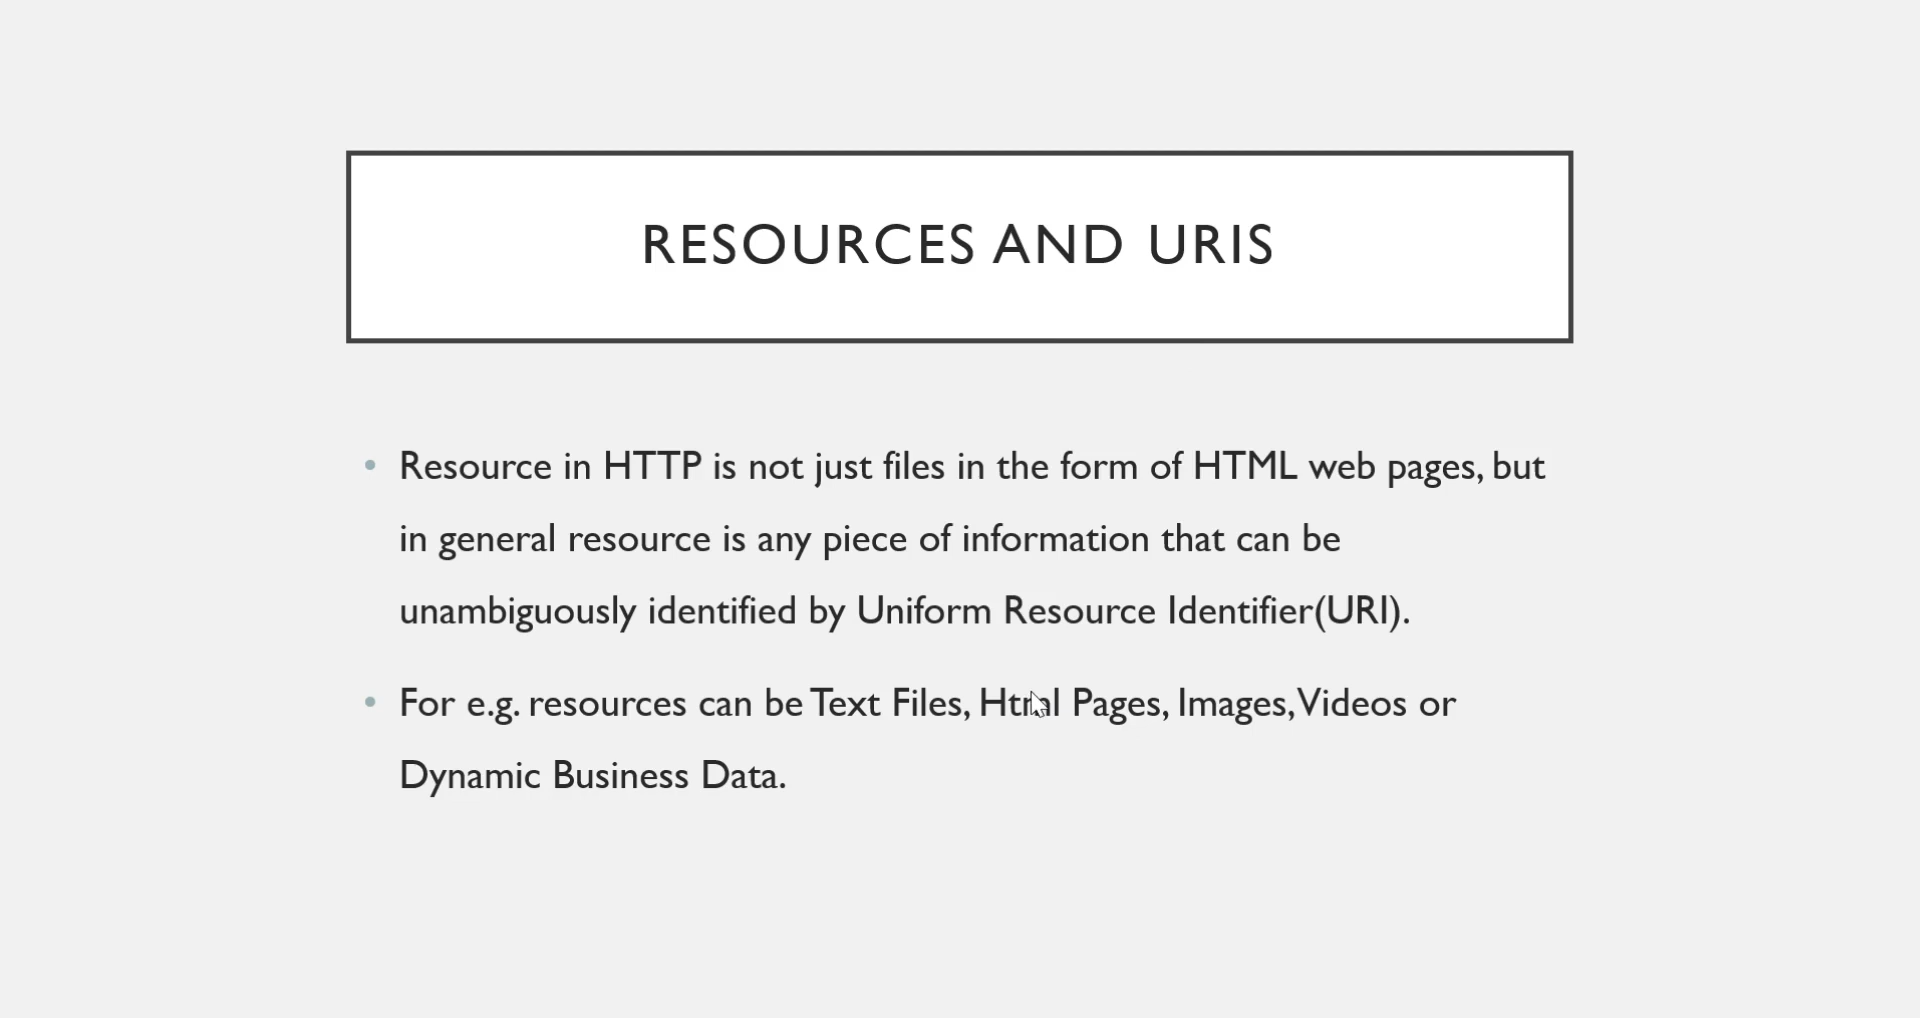 RESOURCES AND URIS
• Resource in HTTP is not just files in the form of HTML web pages, but
in general resource is any piece of information that can be
unambiguously identified by Uniform Resource Identifier(URI).
• For e.g. resources can be Text Files, Html Pages, Images, Videos or
Dynamic Business Data.